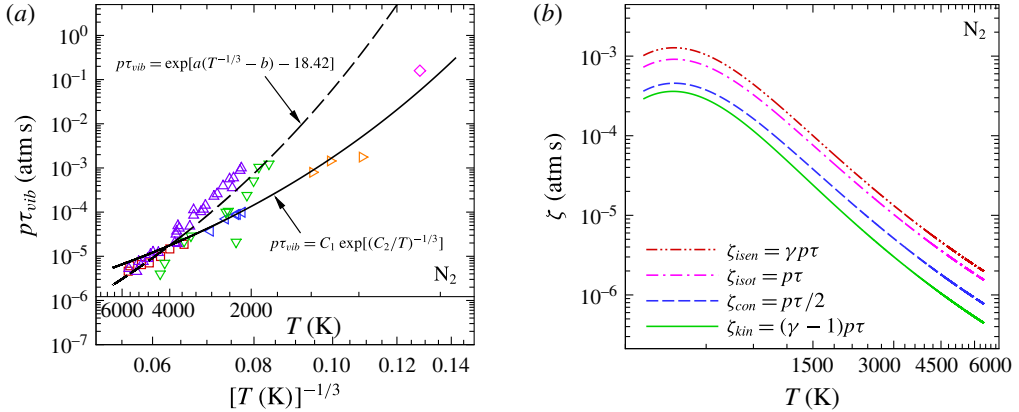 (a)
10^0
10^-1
10^-2
10^-3
10^-4
10^-5
10^-6
10^-7
pτ_vib (atm s)
pτ_vib = exp[a(T^-1/3 − b) − 18.42]
pτ_vib = C_1 exp[(C_2/T)^-1/3]
N_2
6000 4000 2000
T (K)
0.06 0.08 0.10 0.12 0.14
[T (K)]^-1/3
(b)
N_2
10^-3
10^-4
10^-5
10^-6
ζ (atm s)
ζ_isen = γpτ
ζ_isot = pτ
ζ_con = pτ/2
ζ_kin = (γ − 1)pτ
1500 3000 4500 6000
T (K)